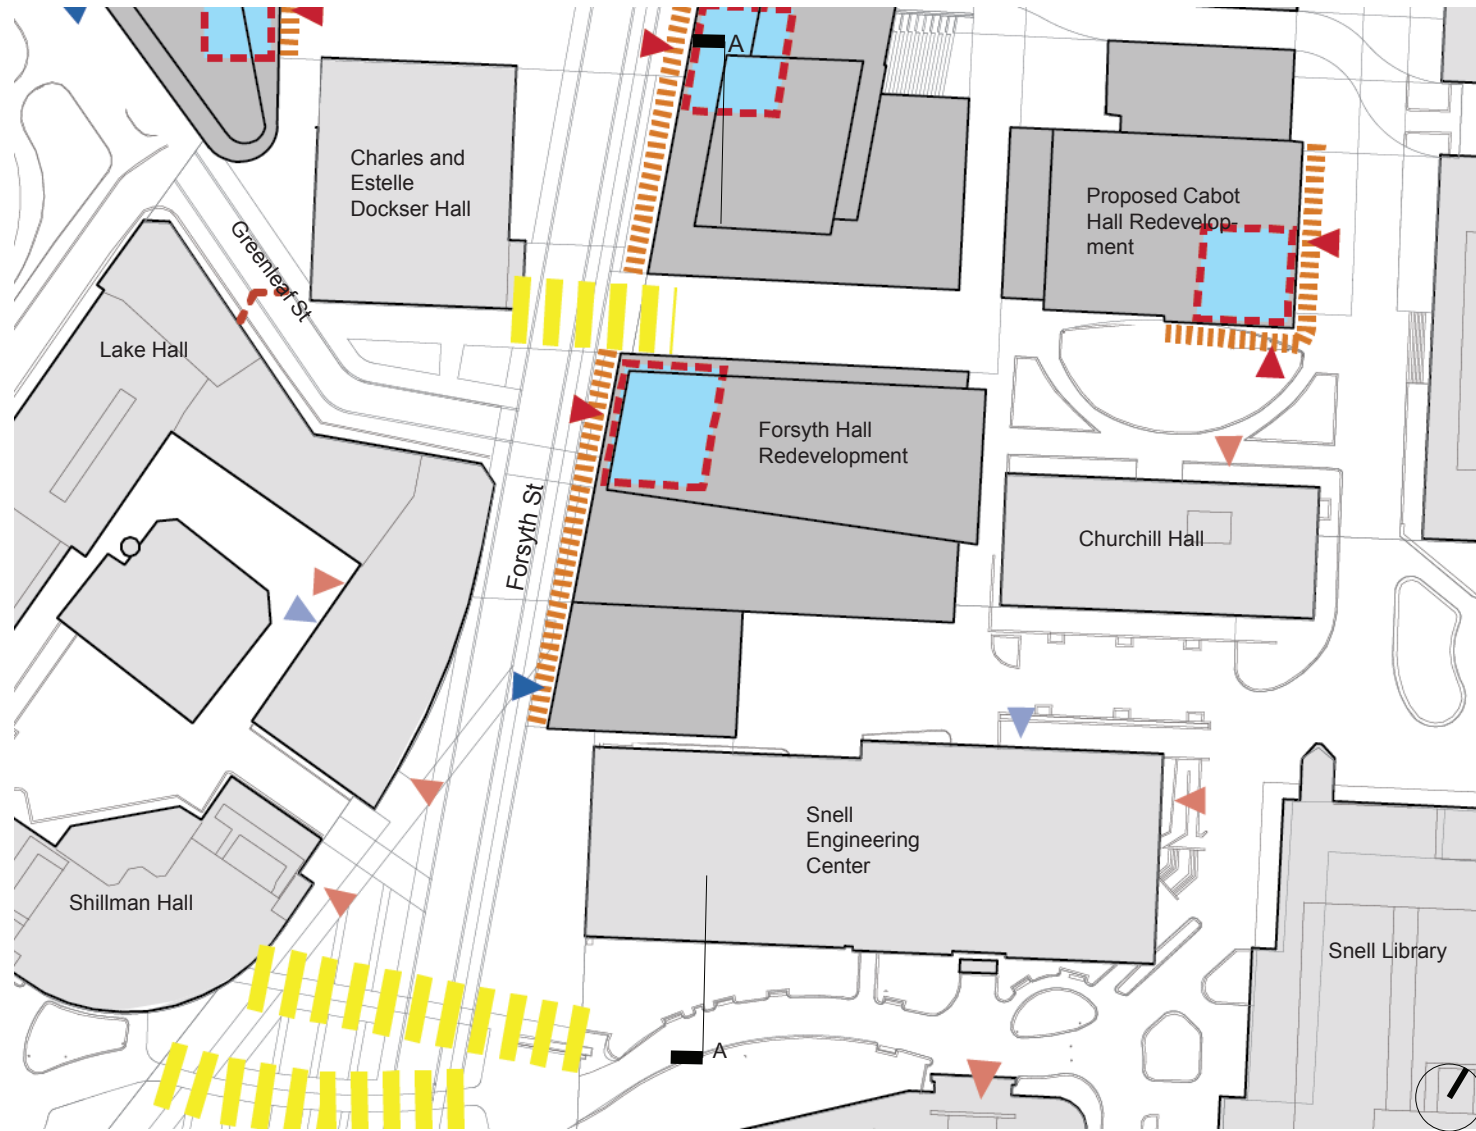 A
Charles and
Estelle
Dockser Hall
Proposed Cabot
Hall Redevelop-
ment
Greenleaf St
Lake Hall
Forsyth Hall
Redevelopment
Forsyth St
Churchill Hall
Snell
Engineering
Center
Shillman Hall
Snell Library
A